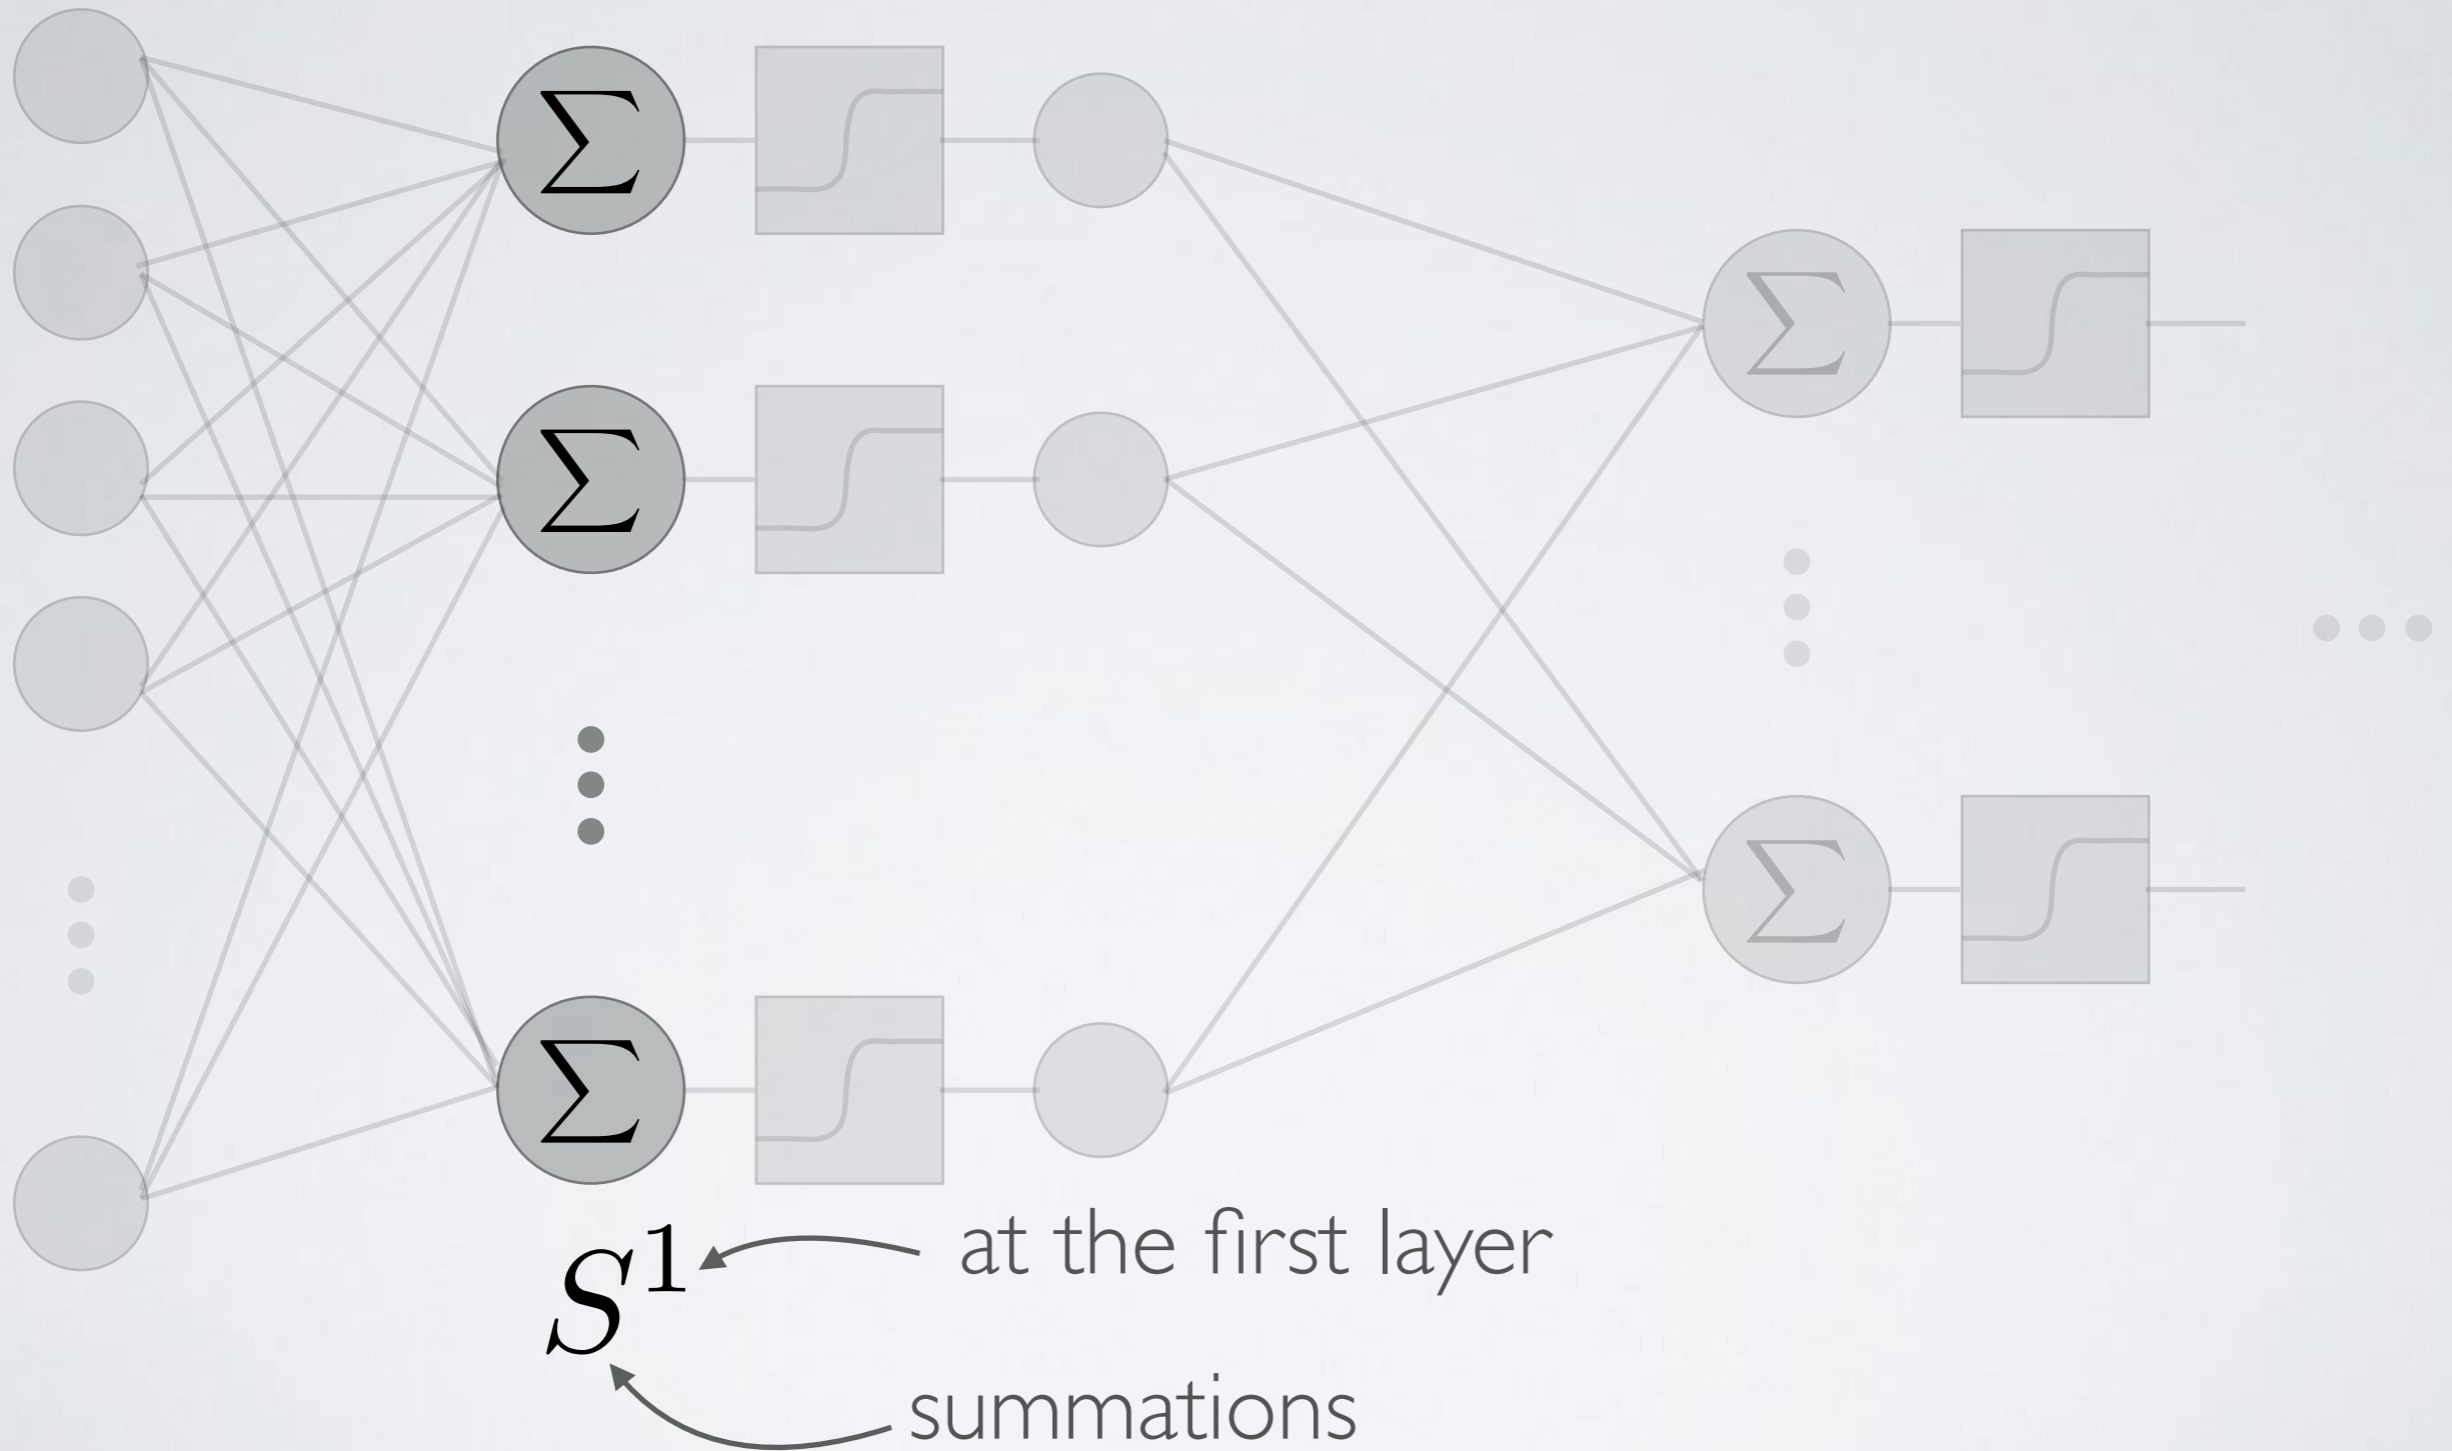 Σ
Σ
Σ
Σ
Σ
S¹ at the first layer
summations